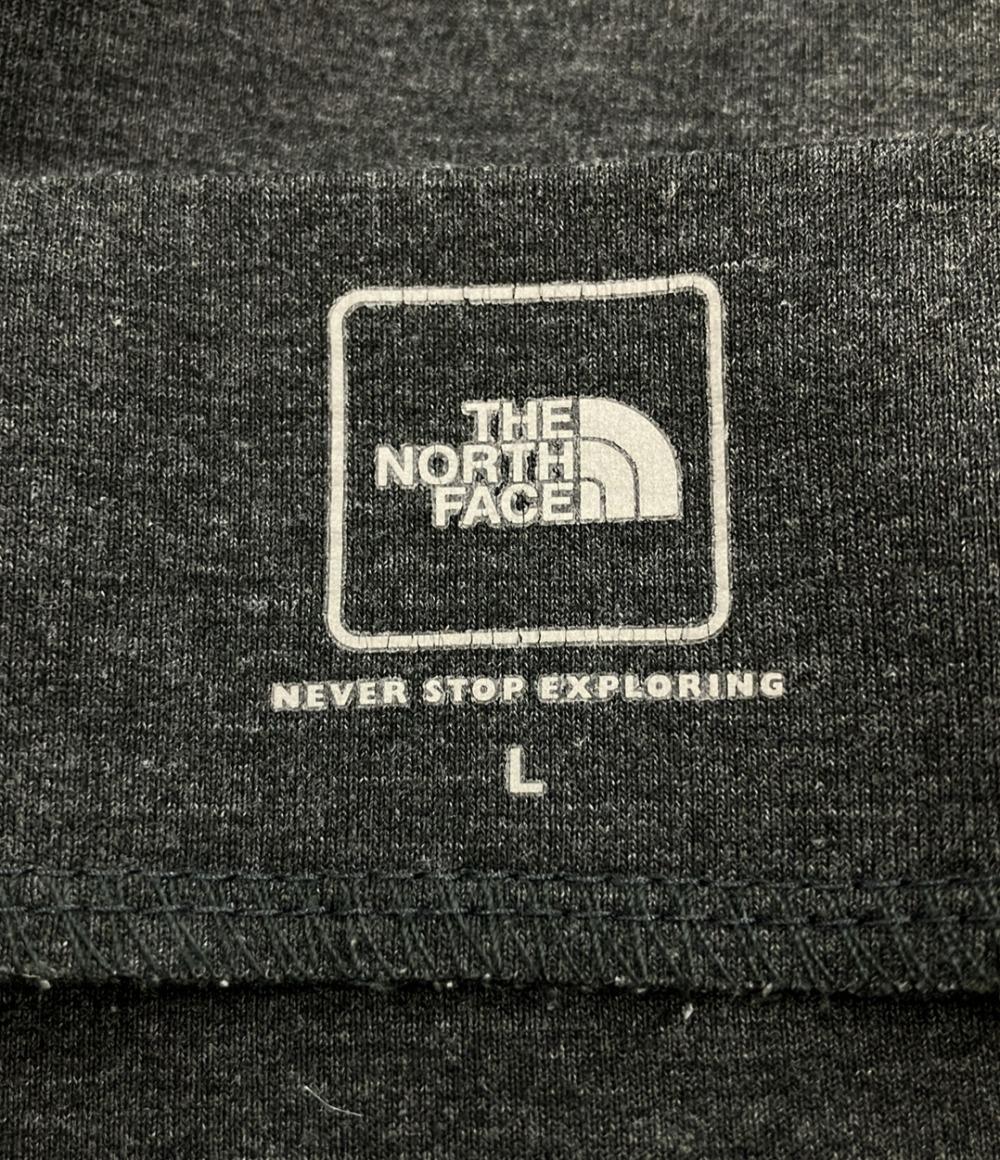 THE
NORTH
FACE
NEVER STOP EXPLORING
L